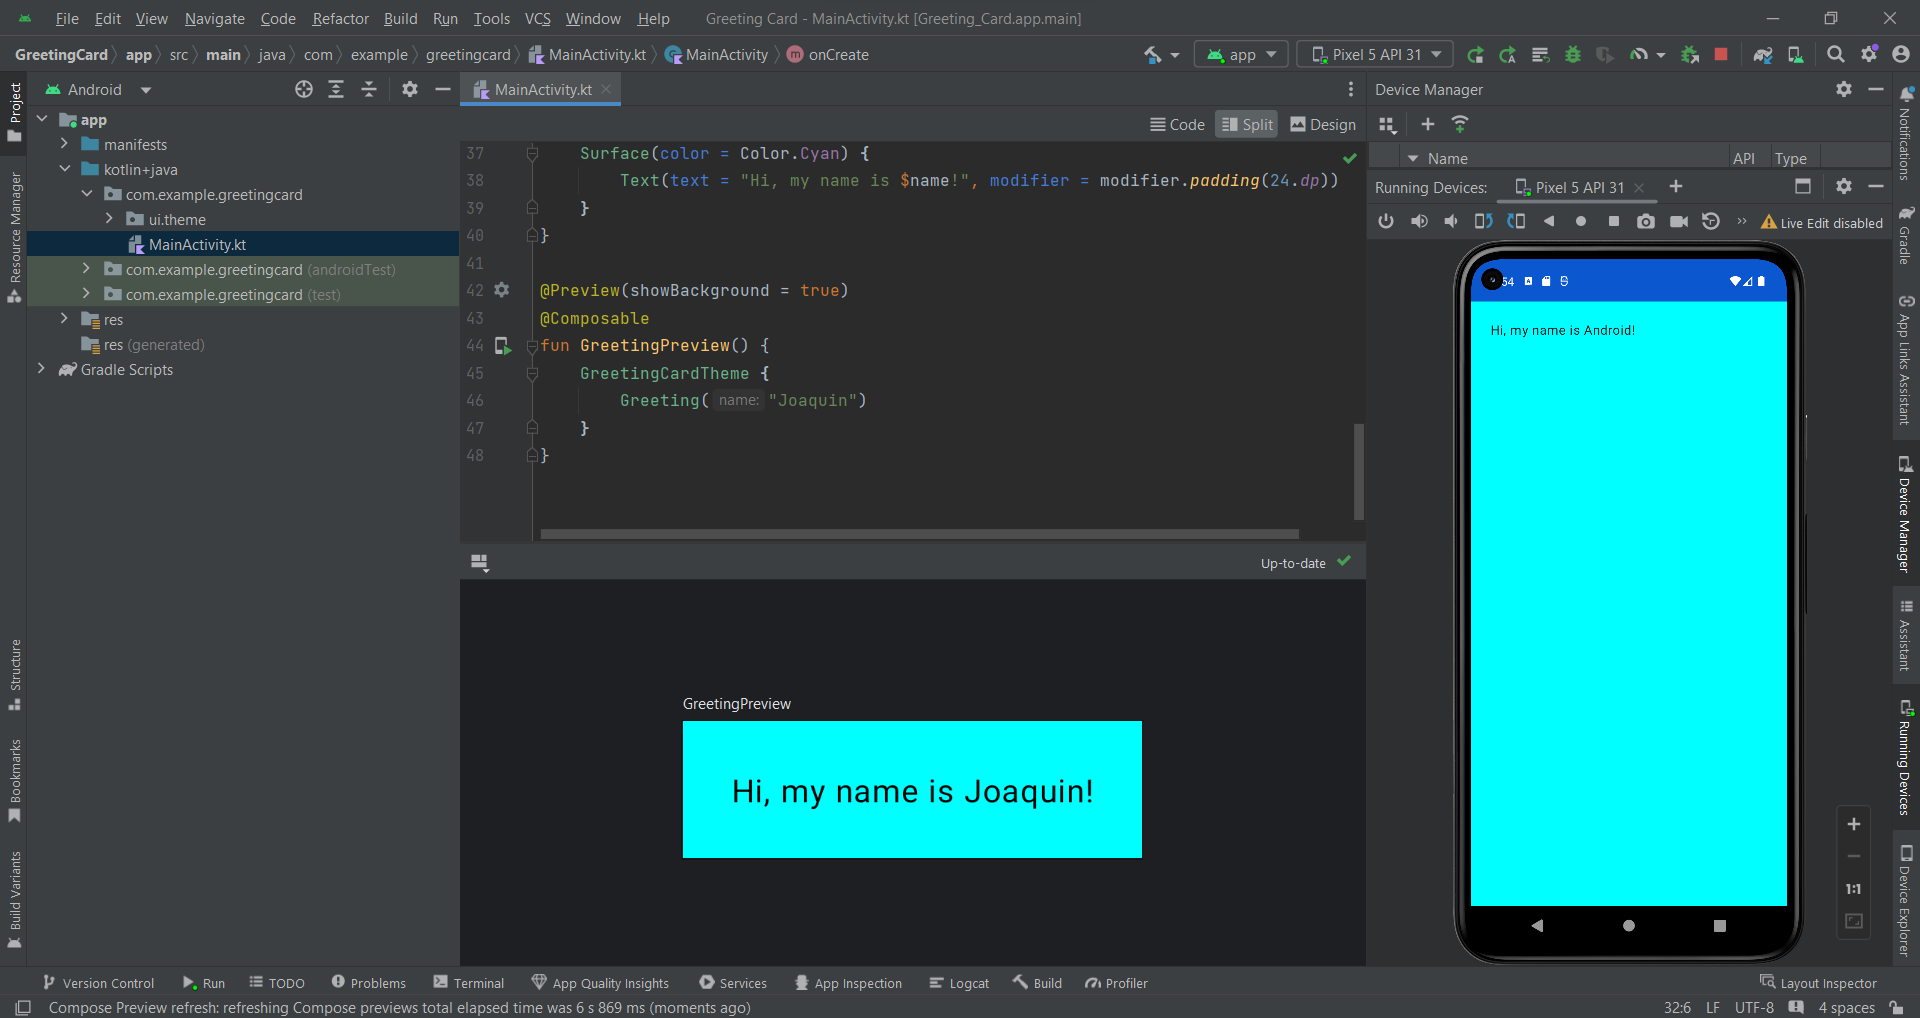 File Edit View Navigate Code Refactor Build Run Tools VCS Window Help Greeting Card - MainActivity.kt [Greeting_Card.app.main]
GreetingCard app src main java com example greetingcard MainActivity.kt MainActivity onCreate app Pixel 5 API 31
Project
Resource Manager
Structure
Bookmarks
Build Variants
Android
app
manifests
kotlin+java
com.example.greetingcard
ui.theme
MainActivity.kt
com.example.greetingcard (androidTest)
com.example.greetingcard (test)
res
res (generated)
Gradle Scripts
MainActivity.kt
Code Split Design
37 Surface(color = Color.Cyan) {
38 Text(text = "Hi, my name is $name!", modifier = modifier.padding(24.dp))
39 }
40 }
41
42 @Preview(showBackground = true)
43 @Composable
44 fun GreetingPreview() {
45 GreetingCardTheme {
46 Greeting( name: "Joaquin")
47 }
48 }
Up-to-date
GreetingPreview
Hi, my name is Joaquin!
Device Manager
Name API Type
Running Devices: Pixel 5 API 31
Live Edit disabled
54
Hi, my name is Android!
1:1
Notifications
Gradle
App Links Assistant
Device Manager
Assistant
Running Devices
Device Explorer
Version Control Run TODO Problems Terminal App Quality Insights Services App Inspection Logcat Build Profiler Layout Inspector
Compose Preview refresh: refreshing Compose previews total elapsed time was 6 s 869 ms (moments ago) 32:6 LF UTF-8 4 spaces